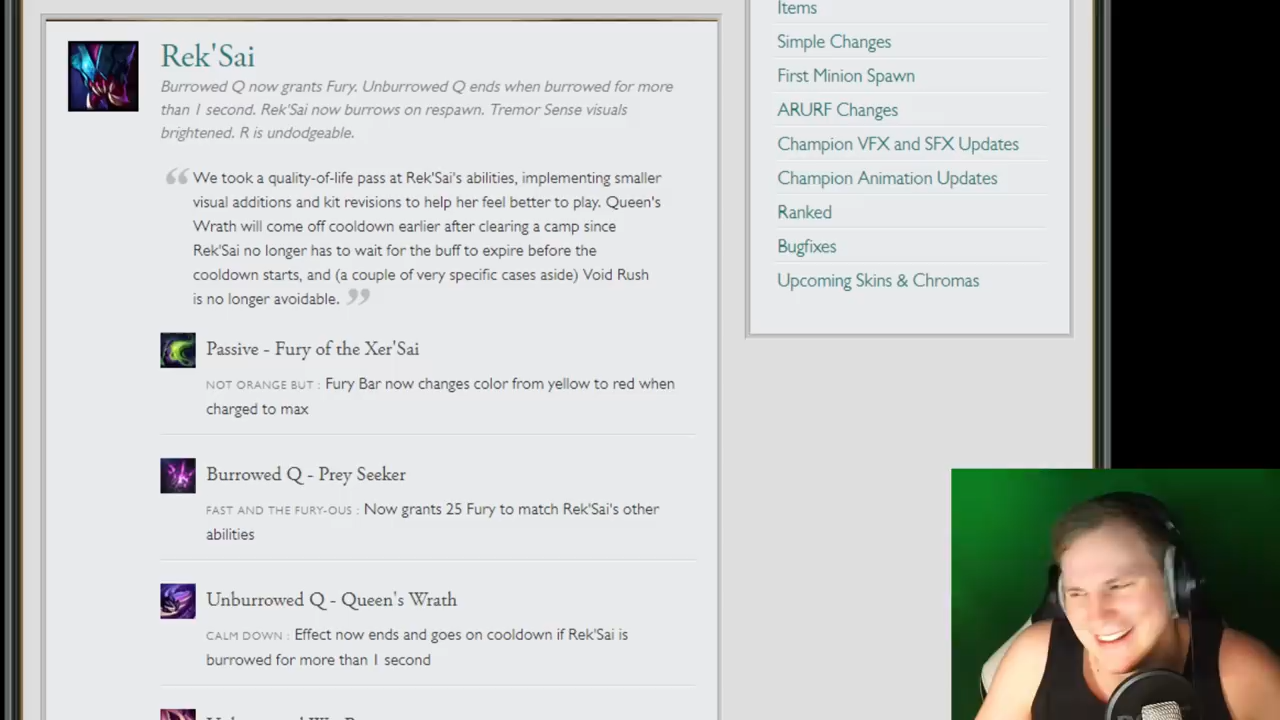 Rek'Sai
Burrowed Q now grants Fury. Unburrowed Q ends when burrowed for more
than 1 second. Rek'Sai now burrows on respawn. Tremor Sense visuals
brightened. R is undodgeable.
“ We took a quality-of-life pass at Rek'Sai's abilities, implementing smaller
visual additions and kit revisions to help her feel better to play. Queen's
Wrath will come off cooldown earlier after clearing a camp since
Rek'Sai no longer has to wait for the buff to expire before the
cooldown starts, and (a couple of very specific cases aside) Void Rush
is no longer avoidable. ”
Passive - Fury of the Xer'Sai
NOT ORANGE BUT : Fury Bar now changes color from yellow to red when
charged to max
Burrowed Q - Prey Seeker
FAST AND THE FURY-OUS : Now grants 25 Fury to match Rek'Sai's other
abilities
Unburrowed Q - Queen's Wrath
CALM DOWN : Effect now ends and goes on cooldown if Rek'Sai is
burrowed for more than 1 second
Items
Simple Changes
First Minion Spawn
ARURF Changes
Champion VFX and SFX Updates
Champion Animation Updates
Ranked
Bugfixes
Upcoming Skins & Chromas